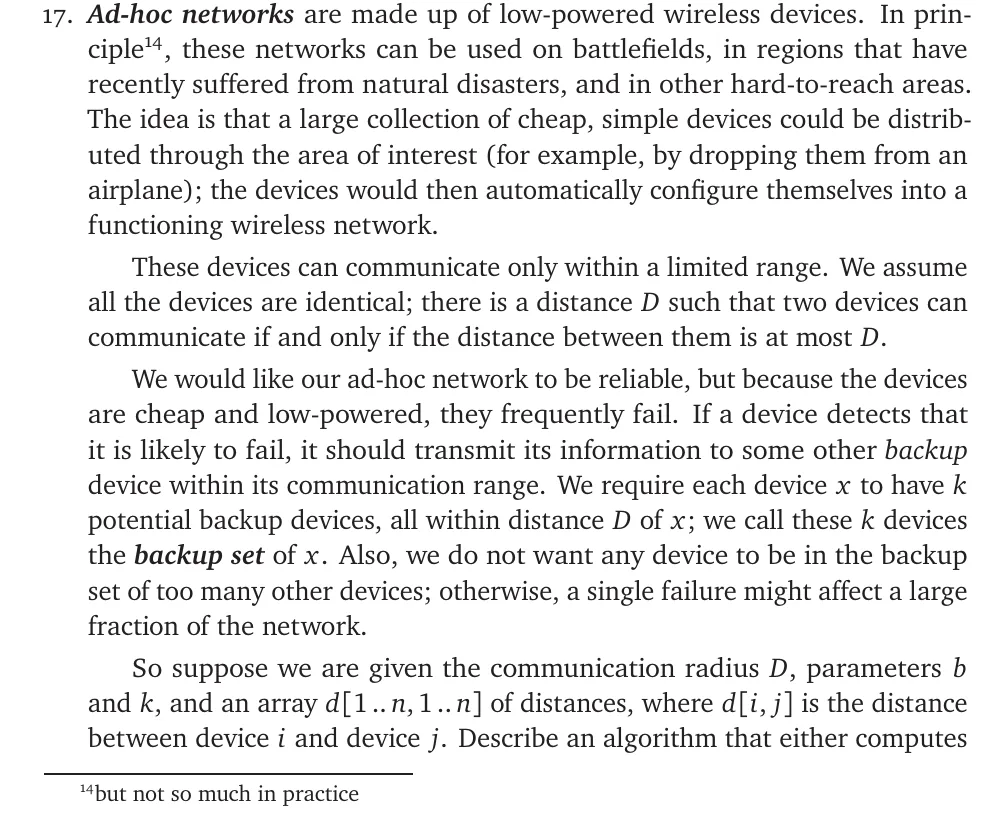 17. Ad-hoc networks are made up of low-powered wireless devices. In prin-
ciple¹⁴, these networks can be used on battlefields, in regions that have
recently suffered from natural disasters, and in other hard-to-reach areas.
The idea is that a large collection of cheap, simple devices could be distrib-
uted through the area of interest (for example, by dropping them from an
airplane); the devices would then automatically configure themselves into a
functioning wireless network.
These devices can communicate only within a limited range. We assume
all the devices are identical; there is a distance D such that two devices can
communicate if and only if the distance between them is at most D.
We would like our ad-hoc network to be reliable, but because the devices
are cheap and low-powered, they frequently fail. If a device detects that
it is likely to fail, it should transmit its information to some other backup
device within its communication range. We require each device x to have k
potential backup devices, all within distance D of x; we call these k devices
the backup set of x. Also, we do not want any device to be in the backup
set of too many other devices; otherwise, a single failure might affect a large
fraction of the network.
So suppose we are given the communication radius D, parameters b
and k, and an array d[1 .. n, 1 .. n] of distances, where d[i, j] is the distance
between device i and device j. Describe an algorithm that either computes
¹⁴but not so much in practice